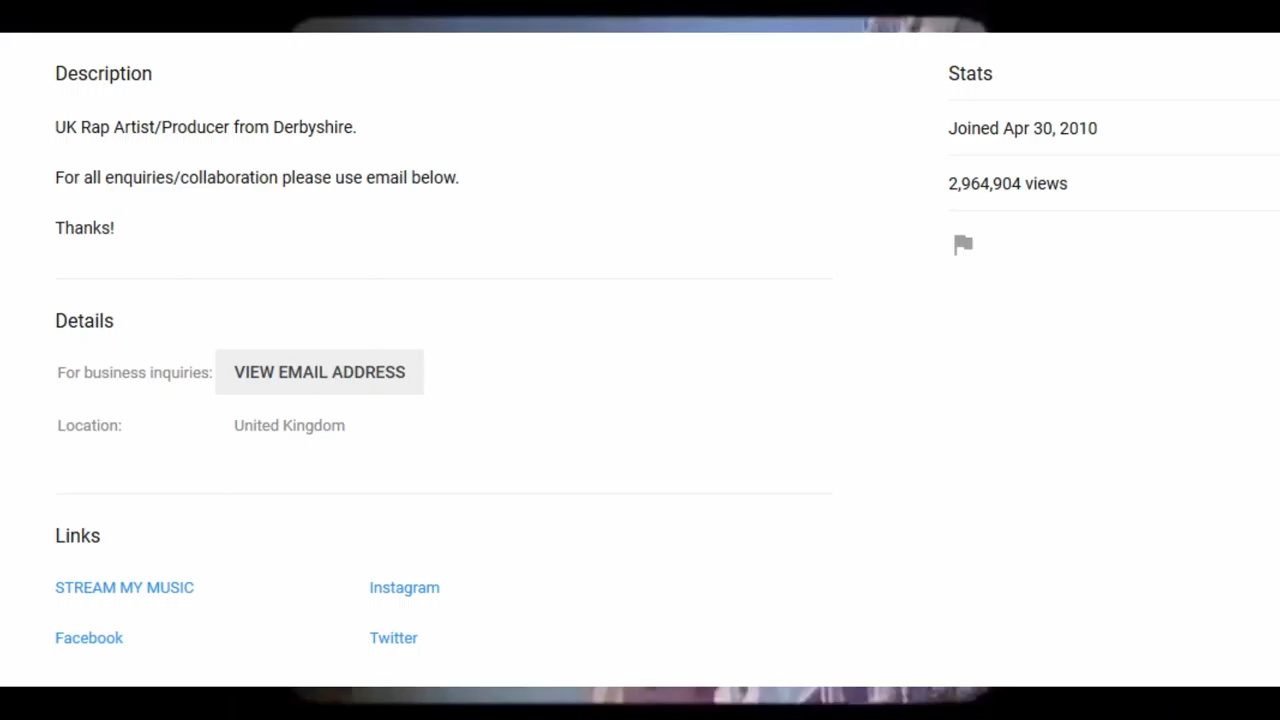 Description
UK Rap Artist/Producer from Derbyshire.
For all enquiries/collaboration please use email below.
Thanks!
Details
For business inquiries: VIEW EMAIL ADDRESS
Location: United Kingdom
Links
STREAM MY MUSIC Instagram
Facebook Twitter
Stats
Joined Apr 30, 2010
2,964,904 views